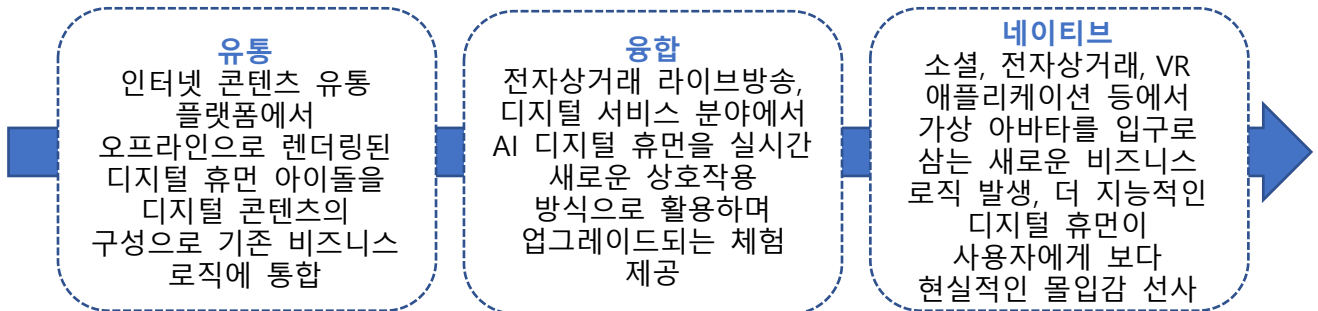 유통
인터넷 콘텐츠 유통
플랫폼에서
오프라인으로 렌더링된
디지털 휴먼 아이돌을
디지털 콘텐츠의
구성으로 기존 비즈니스
로직에 통합
융합
전자상거래 라이브방송,
디지털 서비스 분야에서
AI 디지털 휴먼을 실시간
새로운 상호작용
방식으로 활용하며
업그레이드되는 체험
제공
네이티브
소셜, 전자상거래, VR
애플리케이션 등에서
가상 아바타를 입구로
삼는 새로운 비즈니스
로직 발생, 더 지능적인
디지털 휴먼이
사용자에게 보다
현실적인 몰입감 선사